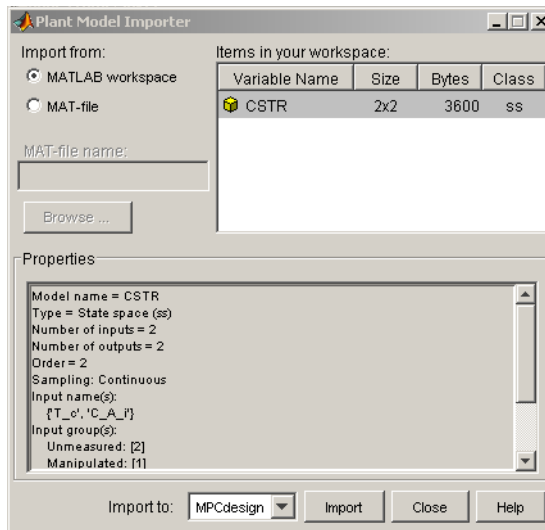 Plant Model Importer
Import from:
MATLAB workspace
MAT-file
MAT-file name:
Browse ...
Items in your workspace:
Variable Name Size Bytes Class
CSTR 2x2 3600 ss
Properties
Model name = CSTR
Type = State space (ss)
Number of inputs = 2
Number of outputs = 2
Order = 2
Sampling: Continuous
Input name(s):
{'T_c', 'C_A_i'}
Input group(s):
Unmeasured: [2]
Manipulated: [1]
Import to: MPCdesign Import Close Help